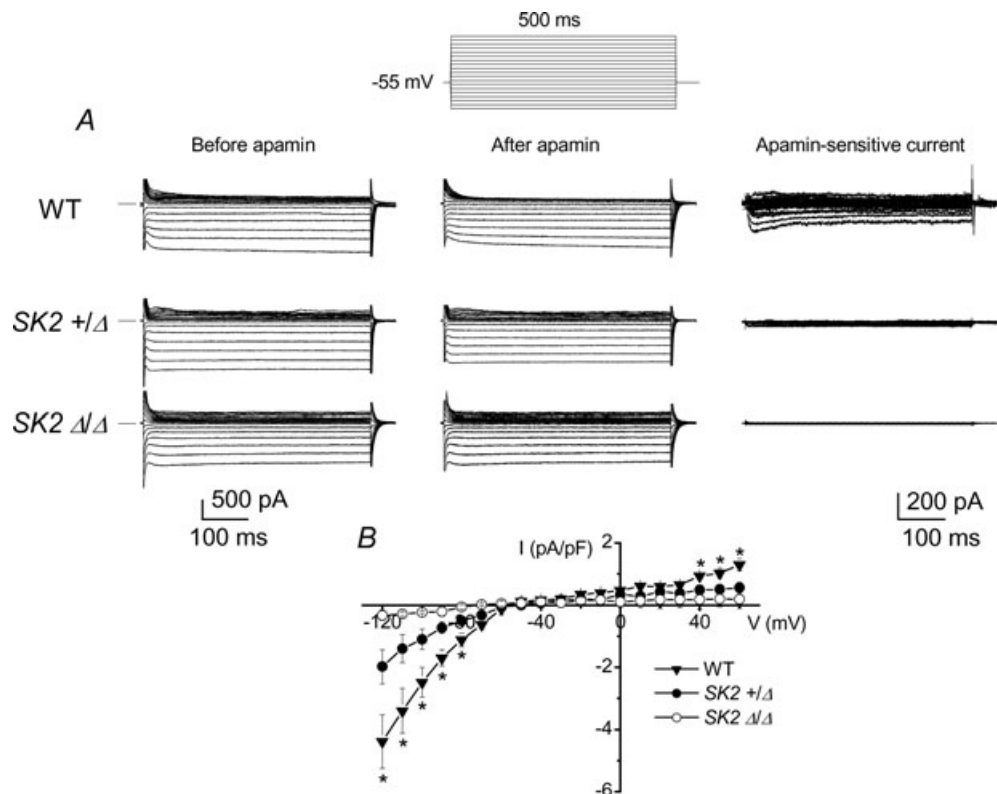 500 ms
-55 mV
A
Before apamin
After apamin
Apamin-sensitive current
WT
SK2 +/Δ
SK2 Δ/Δ
500 pA
100 ms
200 pA
100 ms
B
I (pA/pF)
2
-120
-80
-40
0
40
V (mV)
-2
-4
-6
WT
SK2 +/Δ
SK2 Δ/Δ
* * *
*
*
*
*
*